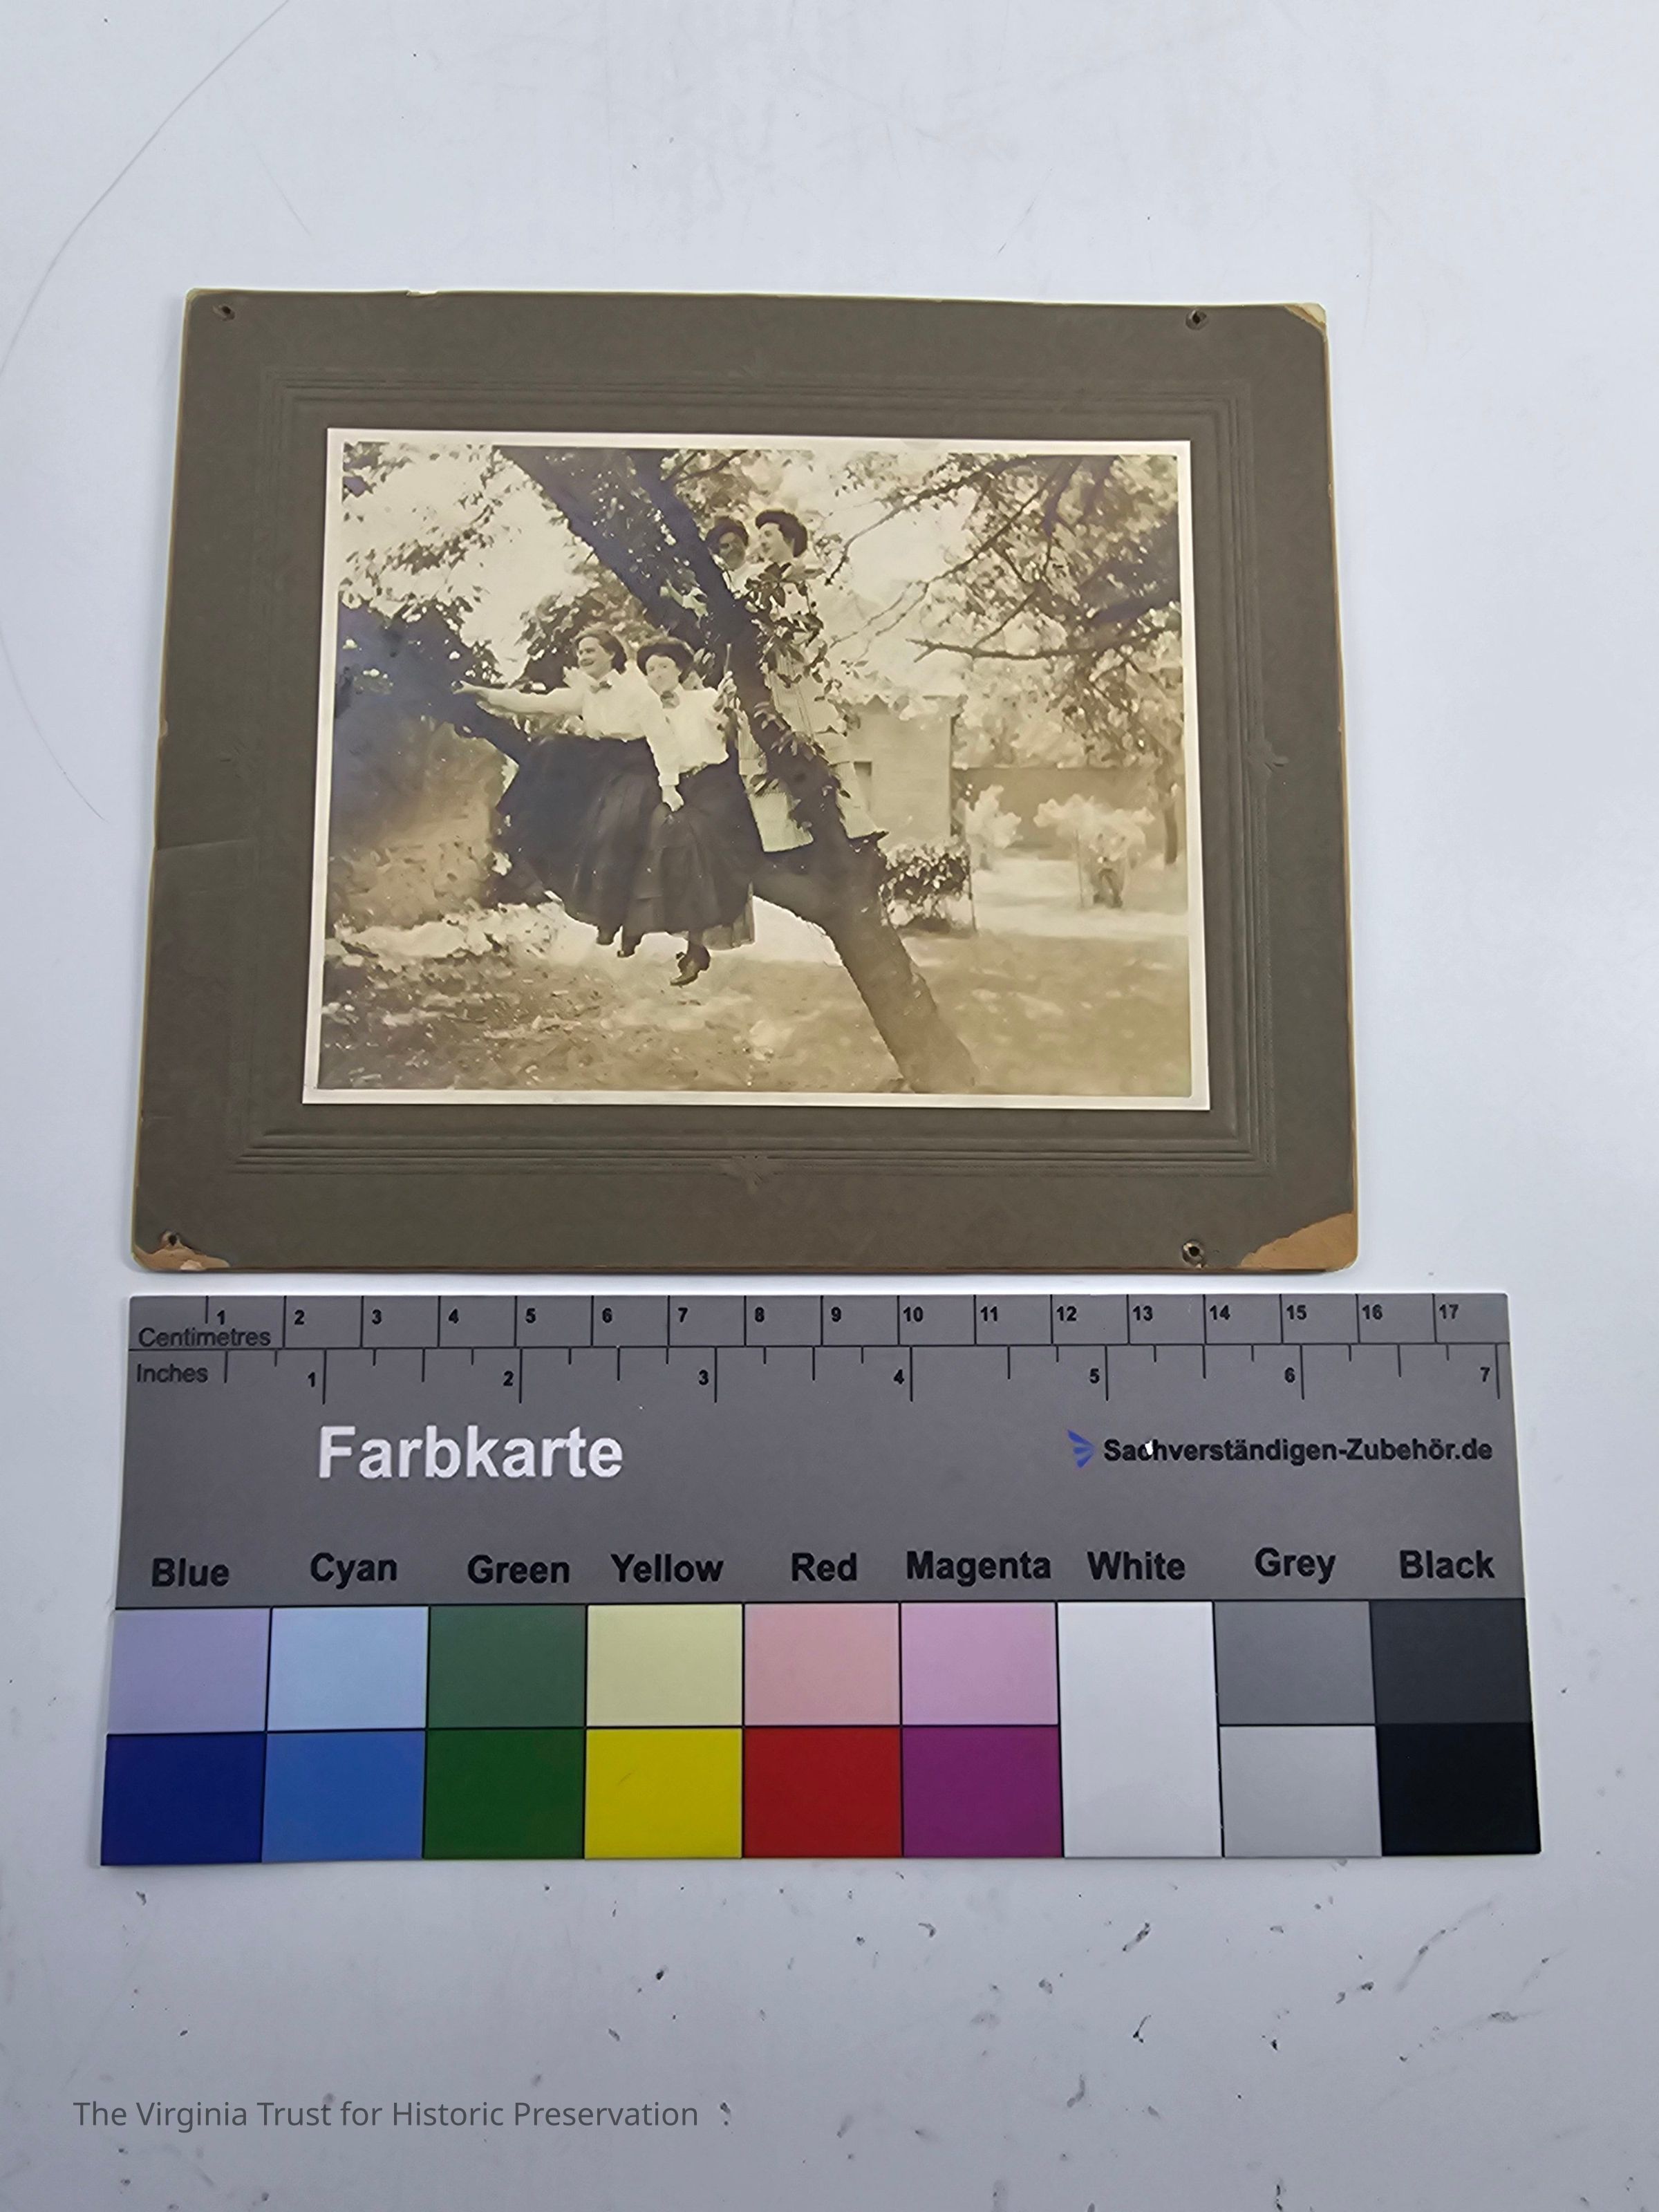 1 2 3 4 5 6 7 8 9 10 11 12 13 14 15 16 17
Centimetres
Inches 1 2 3 4 5 6 7
Farbkarte
Sachverständigen-Zubehör.de
Blue Cyan Green Yellow Red Magenta White Grey Black
The Virginia Trust for Historic Preservation